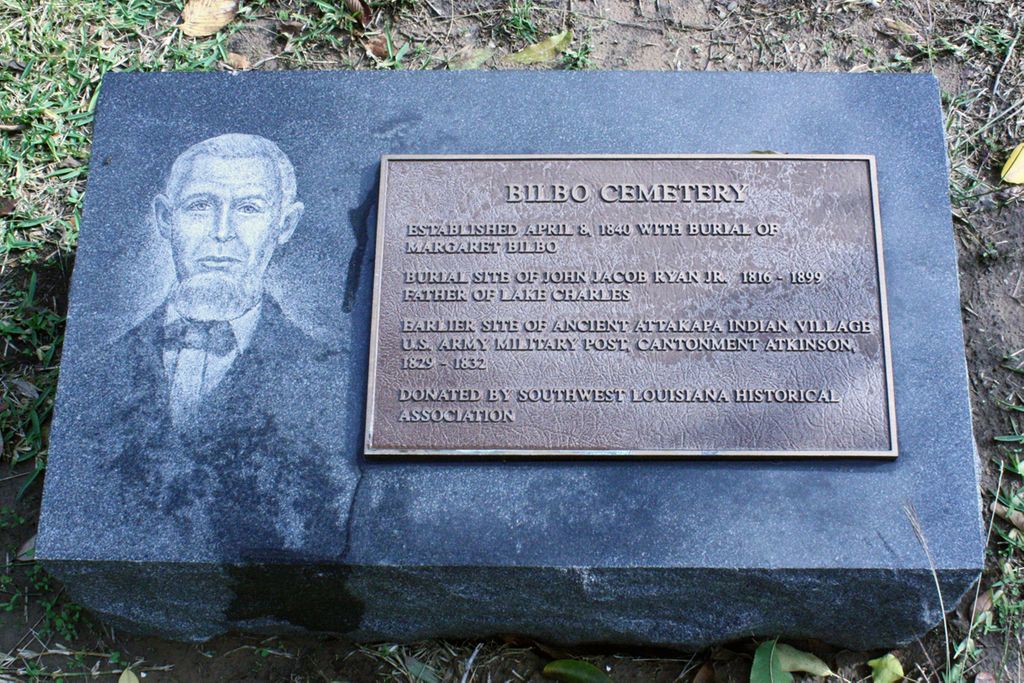 BILBO CEMETERY
ESTABLISHED APRIL 8, 1840 WITH BURIAL OF
MARGARET BILBO
BURIAL SITE OF JOHN JACOB RYAN JR. 1816 - 1899
FATHER OF LAKE CHARLES
EARLIER SITE OF ANCIENT ATTAKAPA INDIAN VILLAGE
U.S. ARMY MILITARY POST, CANTONMENT ATKINSON,
1829 - 1832
DONATED BY SOUTHWEST LOUISIANA HISTORICAL
ASSOCIATION